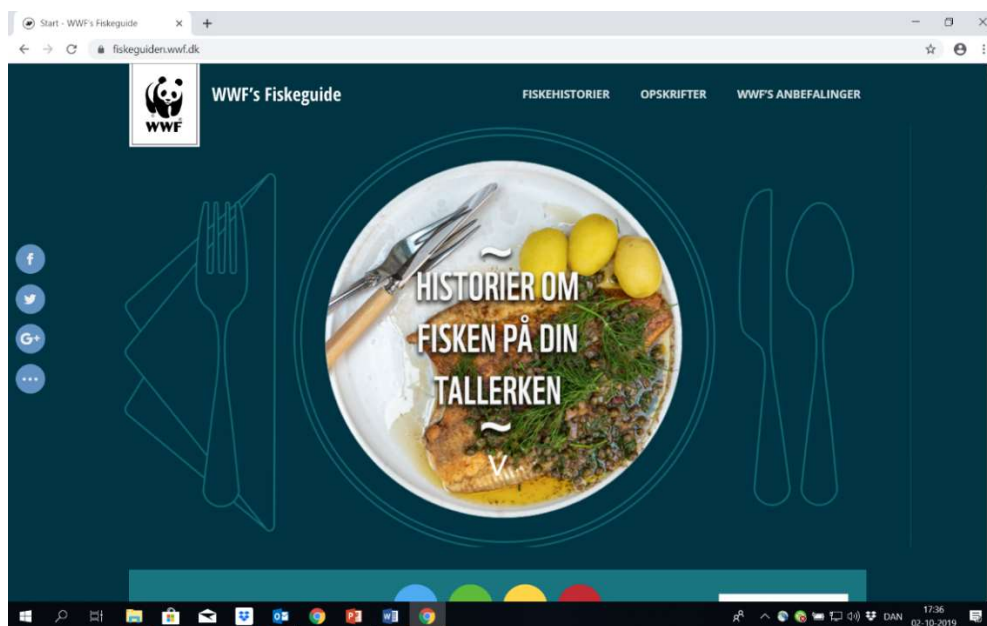 Start - WWF's Fiskeguide
fiskeguiden.wwf.dk
WWF
WWF's Fiskeguide
FISKEHISTORIER
OPSKRIFTER
WWF'S ANBEFALINGER
HISTORIER OM
FISKEN PÅ DIN
TALLERKEN
DAN
17:36
02-10-2019